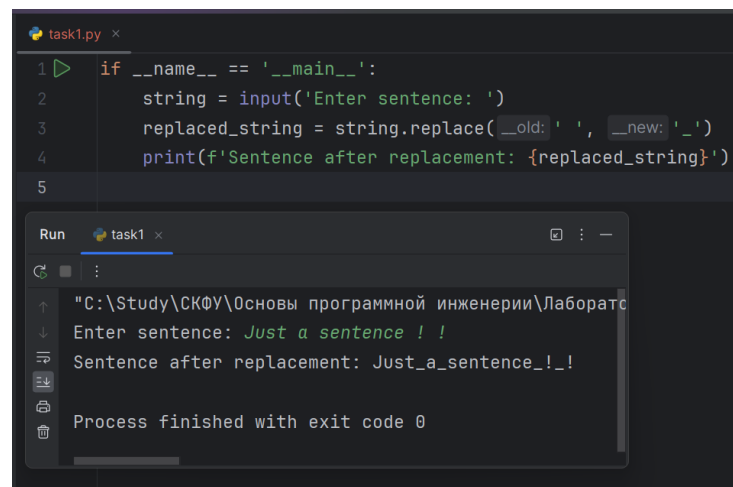 task1.py ×
1 if __name__ == '__main__':
2 string = input('Enter sentence: ')
3 replaced_string = string.replace( __old: ' ', __new: '_')
4 print(f'Sentence after replacement: {replaced_string}')
5
Run task1 ×
"C:\Study\СКФУ\Основы программной инженерии\Лаборато
Enter sentence: Just a sentence ! !
Sentence after replacement: Just_a_sentence_!_!
Process finished with exit code 0